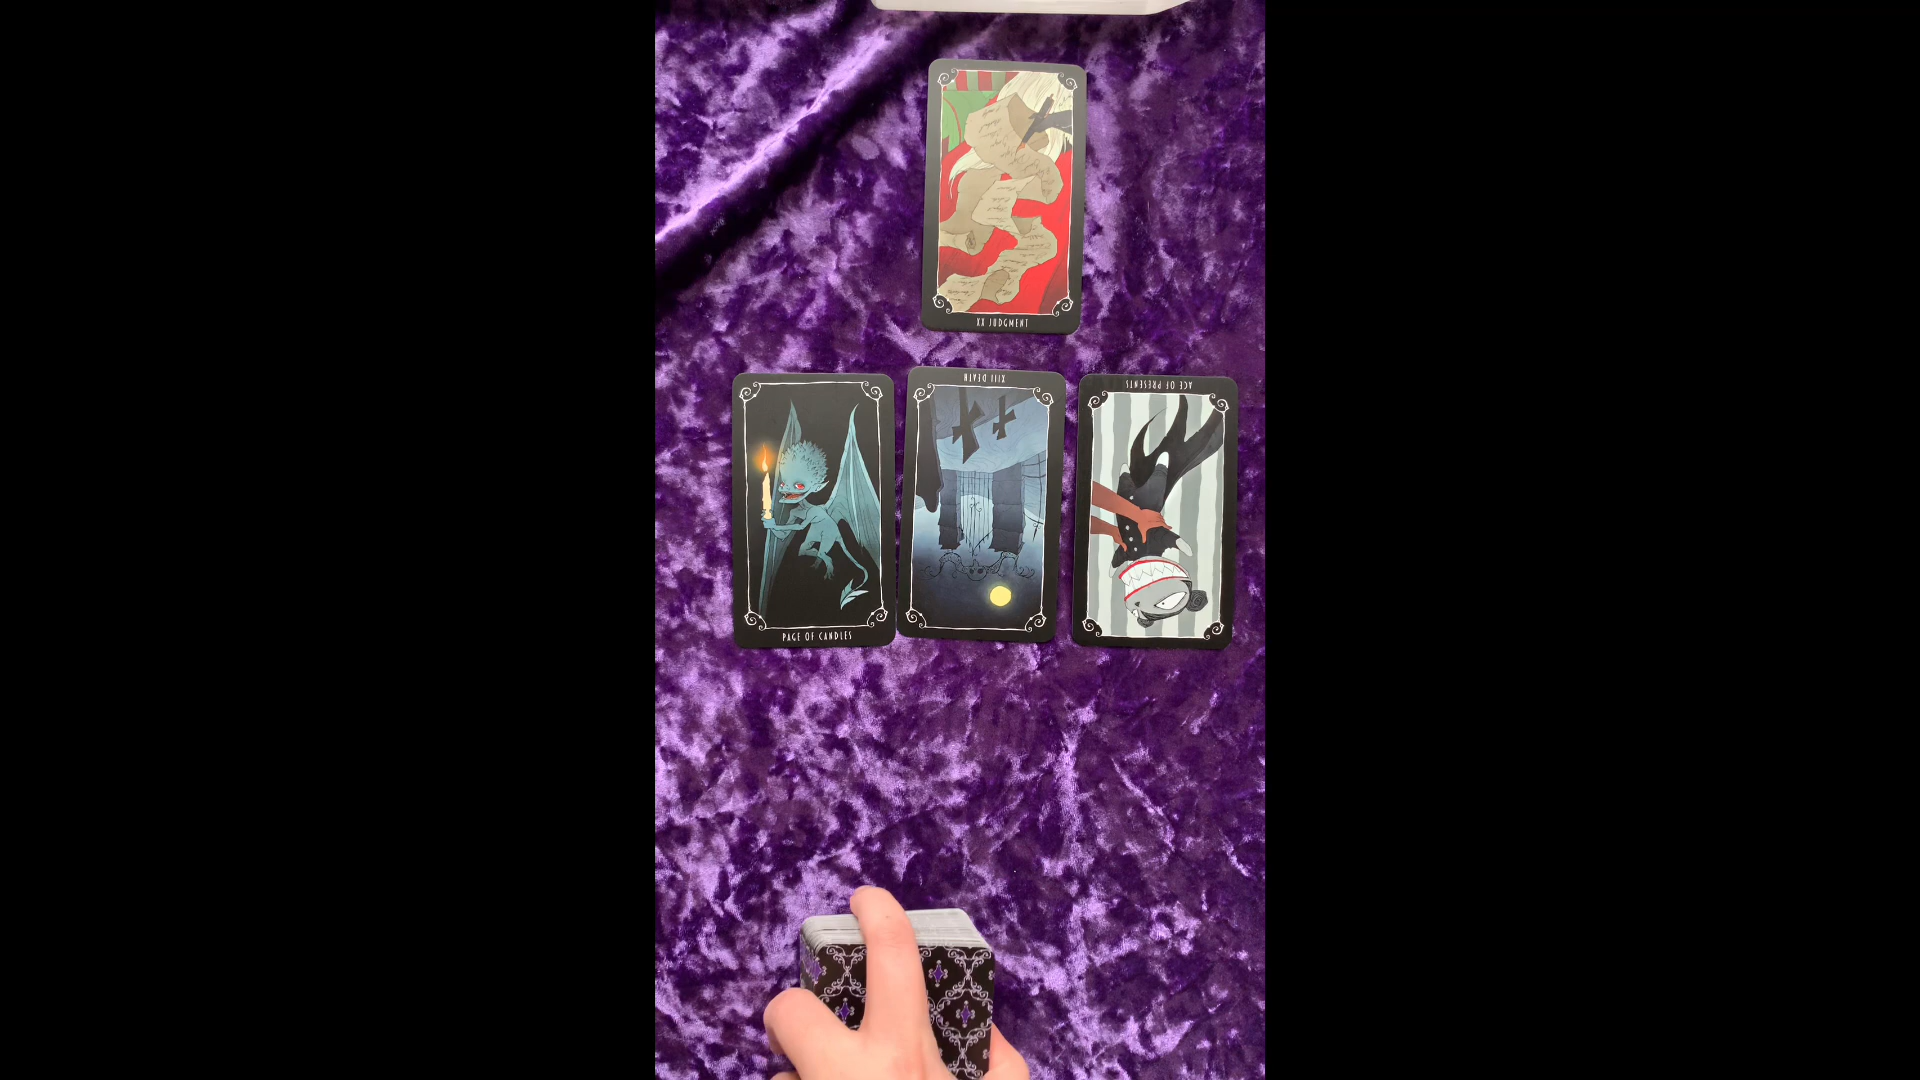 XX JUDGMENT
XIII DEATH
ACE OF PRESENTS
PAGE OF CANDLES